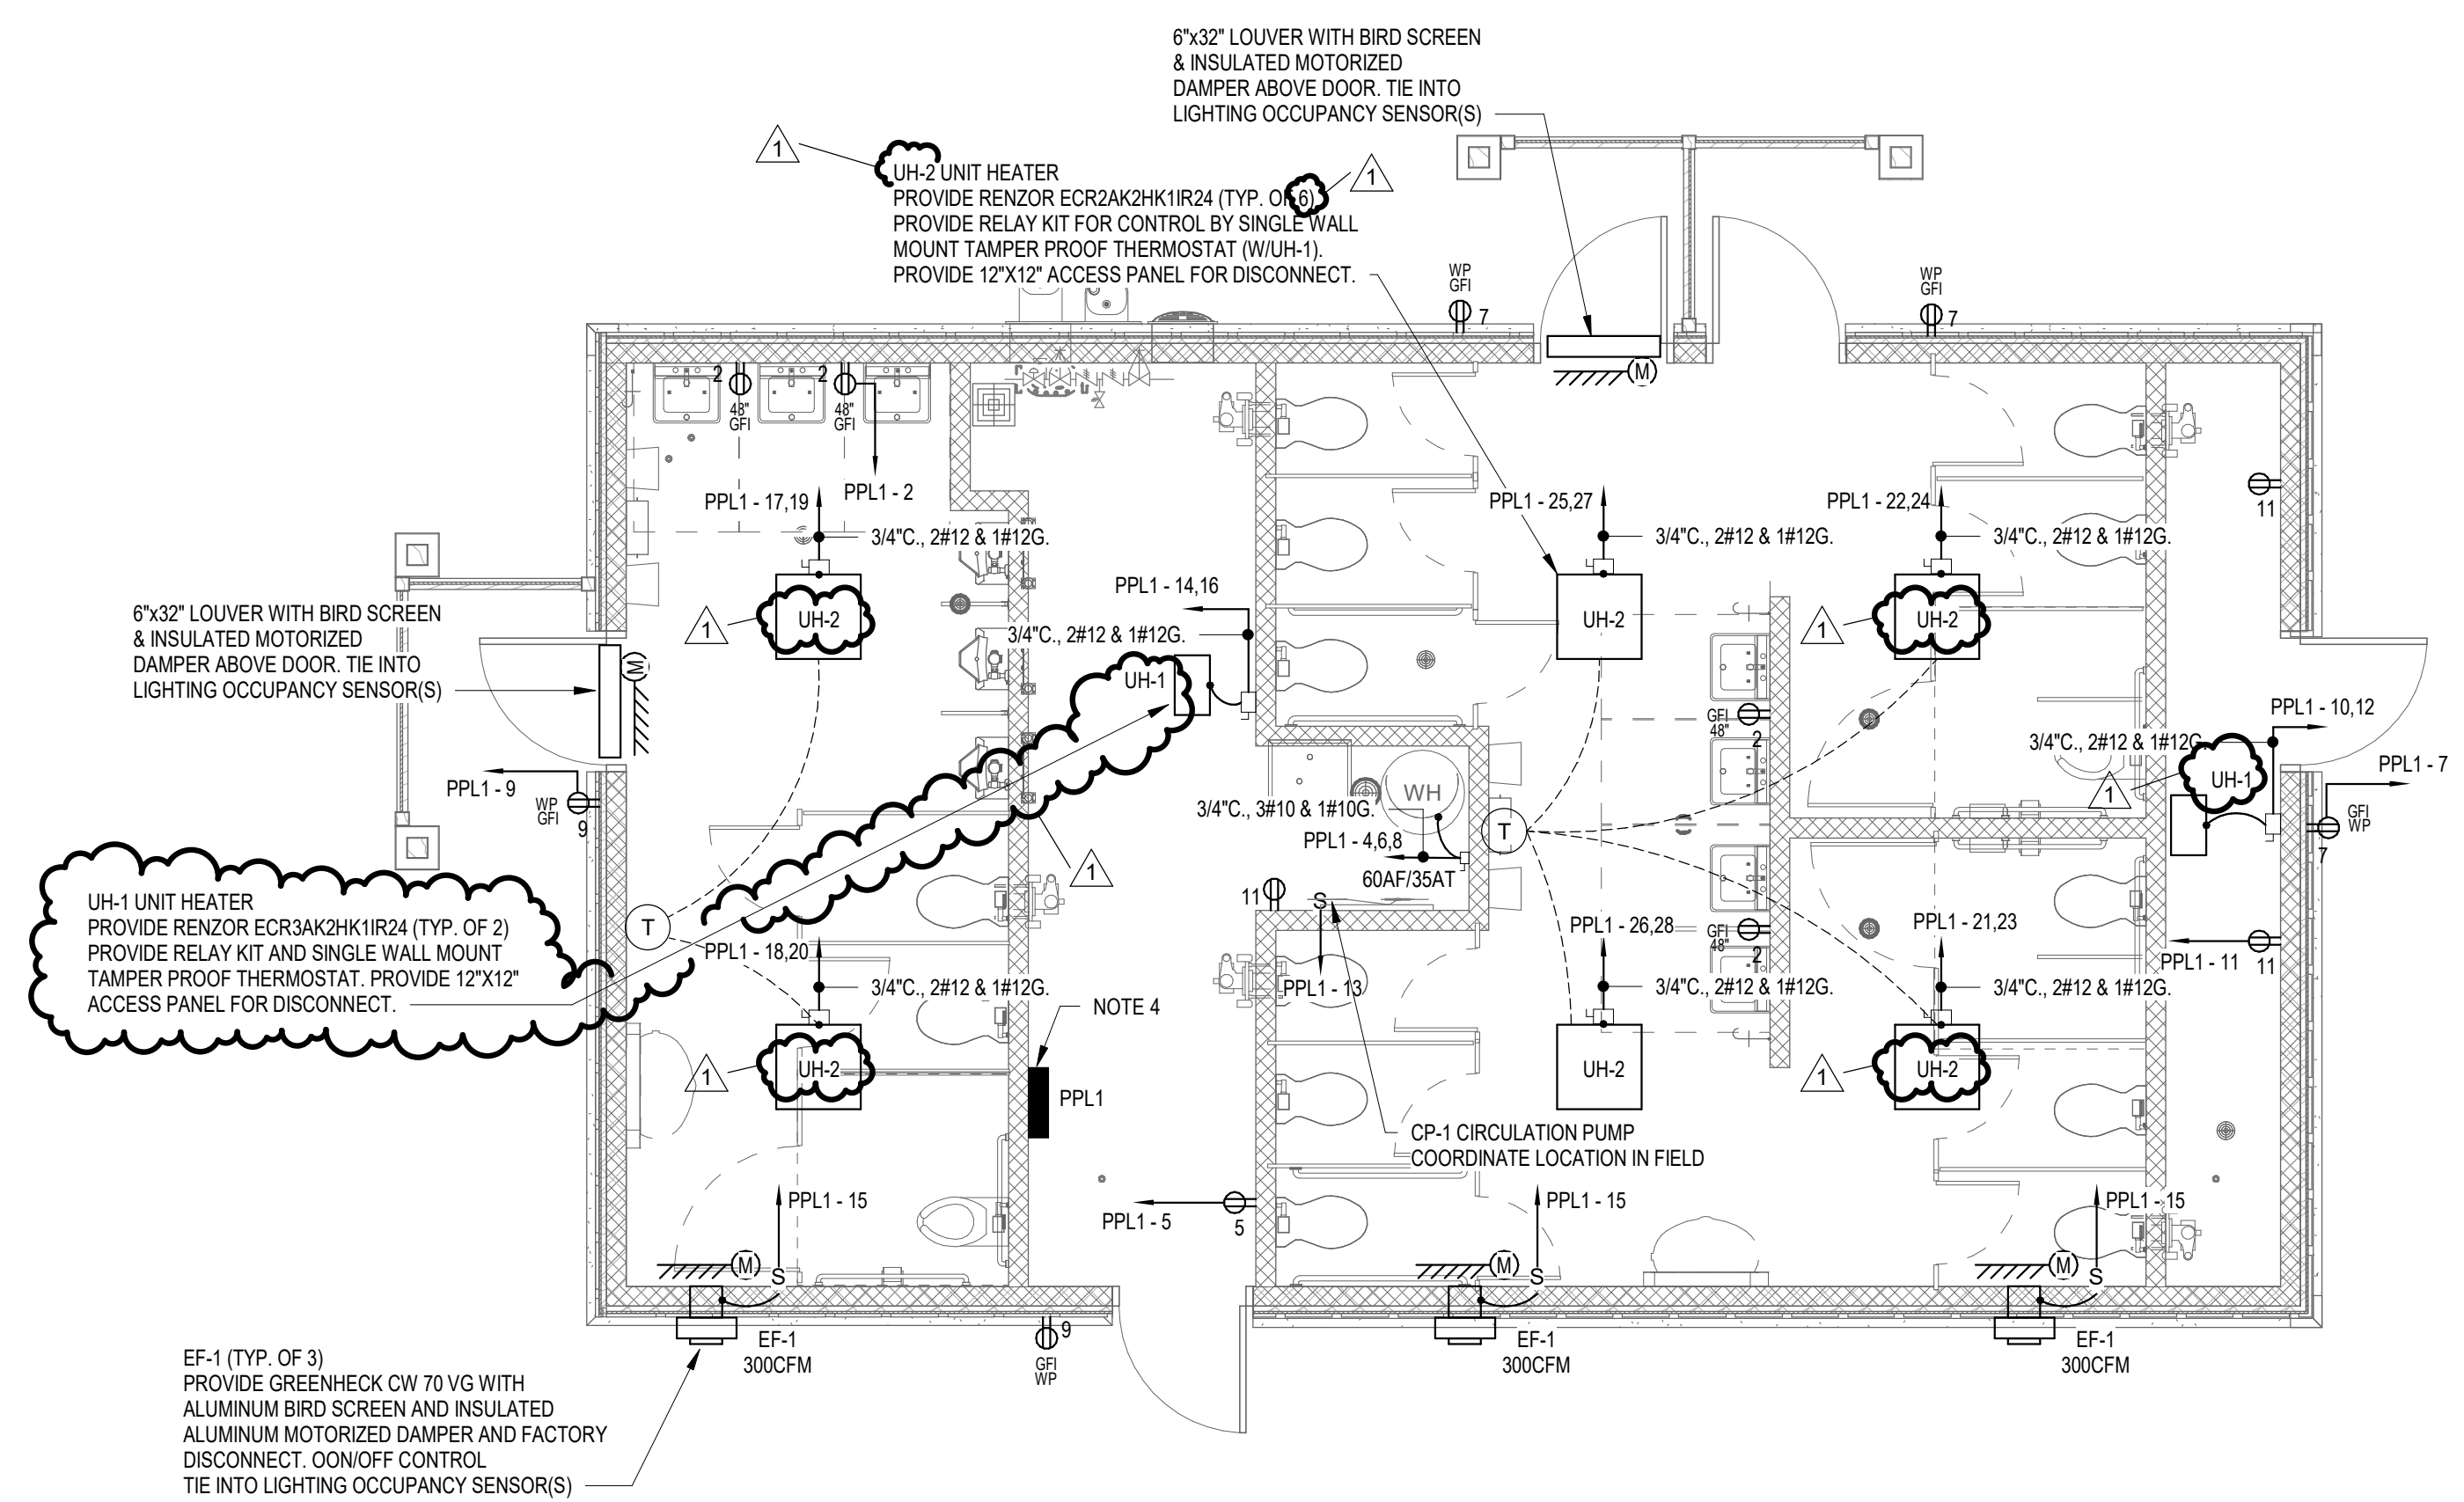 6"x32" LOUVER WITH BIRD SCREEN
& INSULATED MOTORIZED
DAMPER ABOVE DOOR. TIE INTO
LIGHTING OCCUPANCY SENSOR(S)
1
UH-2 UNIT HEATER
PROVIDE RENZOR ECR2AK2HK1IR24 (TYP. OF 6)
PROVIDE RELAY KIT FOR CONTROL BY SINGLE WALL
MOUNT TAMPER PROOF THERMOSTAT (W/UH-1).
PROVIDE 12"X12" ACCESS PANEL FOR DISCONNECT.
1
WP
GFI
7
WP
GFI
7
M
2
48"
GFI
2
48"
GFI
PPL1 - 17,19
PPL1 - 2
3/4"C., 2#12 & 1#12G.
PPL1 - 25,27
3/4"C., 2#12 & 1#12G.
PPL1 - 22,24
3/4"C., 2#12 & 1#12G.
11
PPL1 - 14,16
3/4"C., 2#12 & 1#12G.
1
UH-2
UH-2
1
UH-2
6"x32" LOUVER WITH BIRD SCREEN
& INSULATED MOTORIZED
DAMPER ABOVE DOOR. TIE INTO
LIGHTING OCCUPANCY SENSOR(S)
M
UH-1
GFI
48"
2
PPL1 - 10,12
3/4"C., 2#12 & 1#12G.
1
UH-1
PPL1 - 7
GFI
WP
7
PPL1 - 9
WP
GFI
9
WH
3/4"C., 3#10 & 1#10G.
PPL1 - 4,6,8
60AF/35AT
T
1
UH-1 UNIT HEATER
PROVIDE RENZOR ECR3AK2HK1IR24 (TYP. OF 2)
PROVIDE RELAY KIT AND SINGLE WALL MOUNT
TAMPER PROOF THERMOSTAT. PROVIDE 12"X12"
ACCESS PANEL FOR DISCONNECT.
T
11
S
PPL1 - 18,20
3/4"C., 2#12 & 1#12G.
PPL1 - 13
PPL1 - 26,28
GFI
48"
2
3/4"C., 2#12 & 1#12G.
PPL1 - 21,23
3/4"C., 2#12 & 1#12G.
PPL1 - 11
11
NOTE 4
1
UH-2
PPL1
UH-2
1
UH-2
CP-1 CIRCULATION PUMP
COORDINATE LOCATION IN FIELD
PPL1 - 15
PPL1 - 5
5
PPL1 - 15
PPL1 - 15
M
S
M
S
M
S
EF-1
300CFM
9
GFI
WP
EF-1
300CFM
EF-1
300CFM
EF-1 (TYP. OF 3)
PROVIDE GREENHECK CW 70 VG WITH
ALUMINUM BIRD SCREEN AND INSULATED
ALUMINUM MOTORIZED DAMPER AND FACTORY
DISCONNECT. OON/OFF CONTROL
TIE INTO LIGHTING OCCUPANCY SENSOR(S)